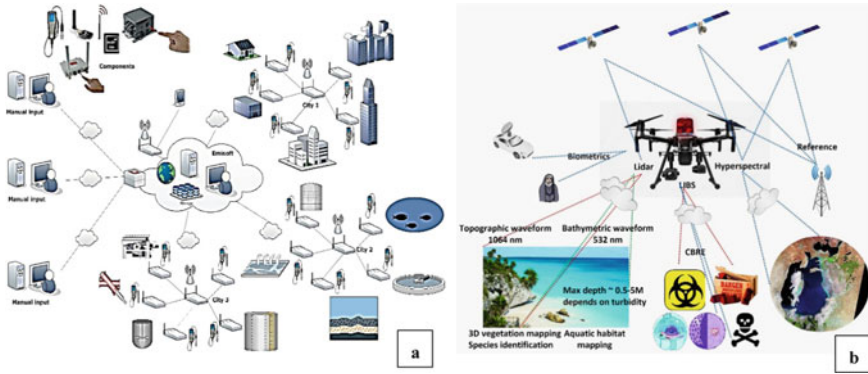 Components
Manual input
City 1
Manual input
Emisoft
Manual input
City 2
City 3
a
Biometrics
Lidar
Hyperspectral
Reference
LIBS
Topographic waveform
1064 nm
Bathymetric waveform
532 nm
CBRE
Max depth ~ 0.5-5M
depends on turbidity
DANGER
3D vegetation mapping
Species identification
Aquatic habitat
mapping
b